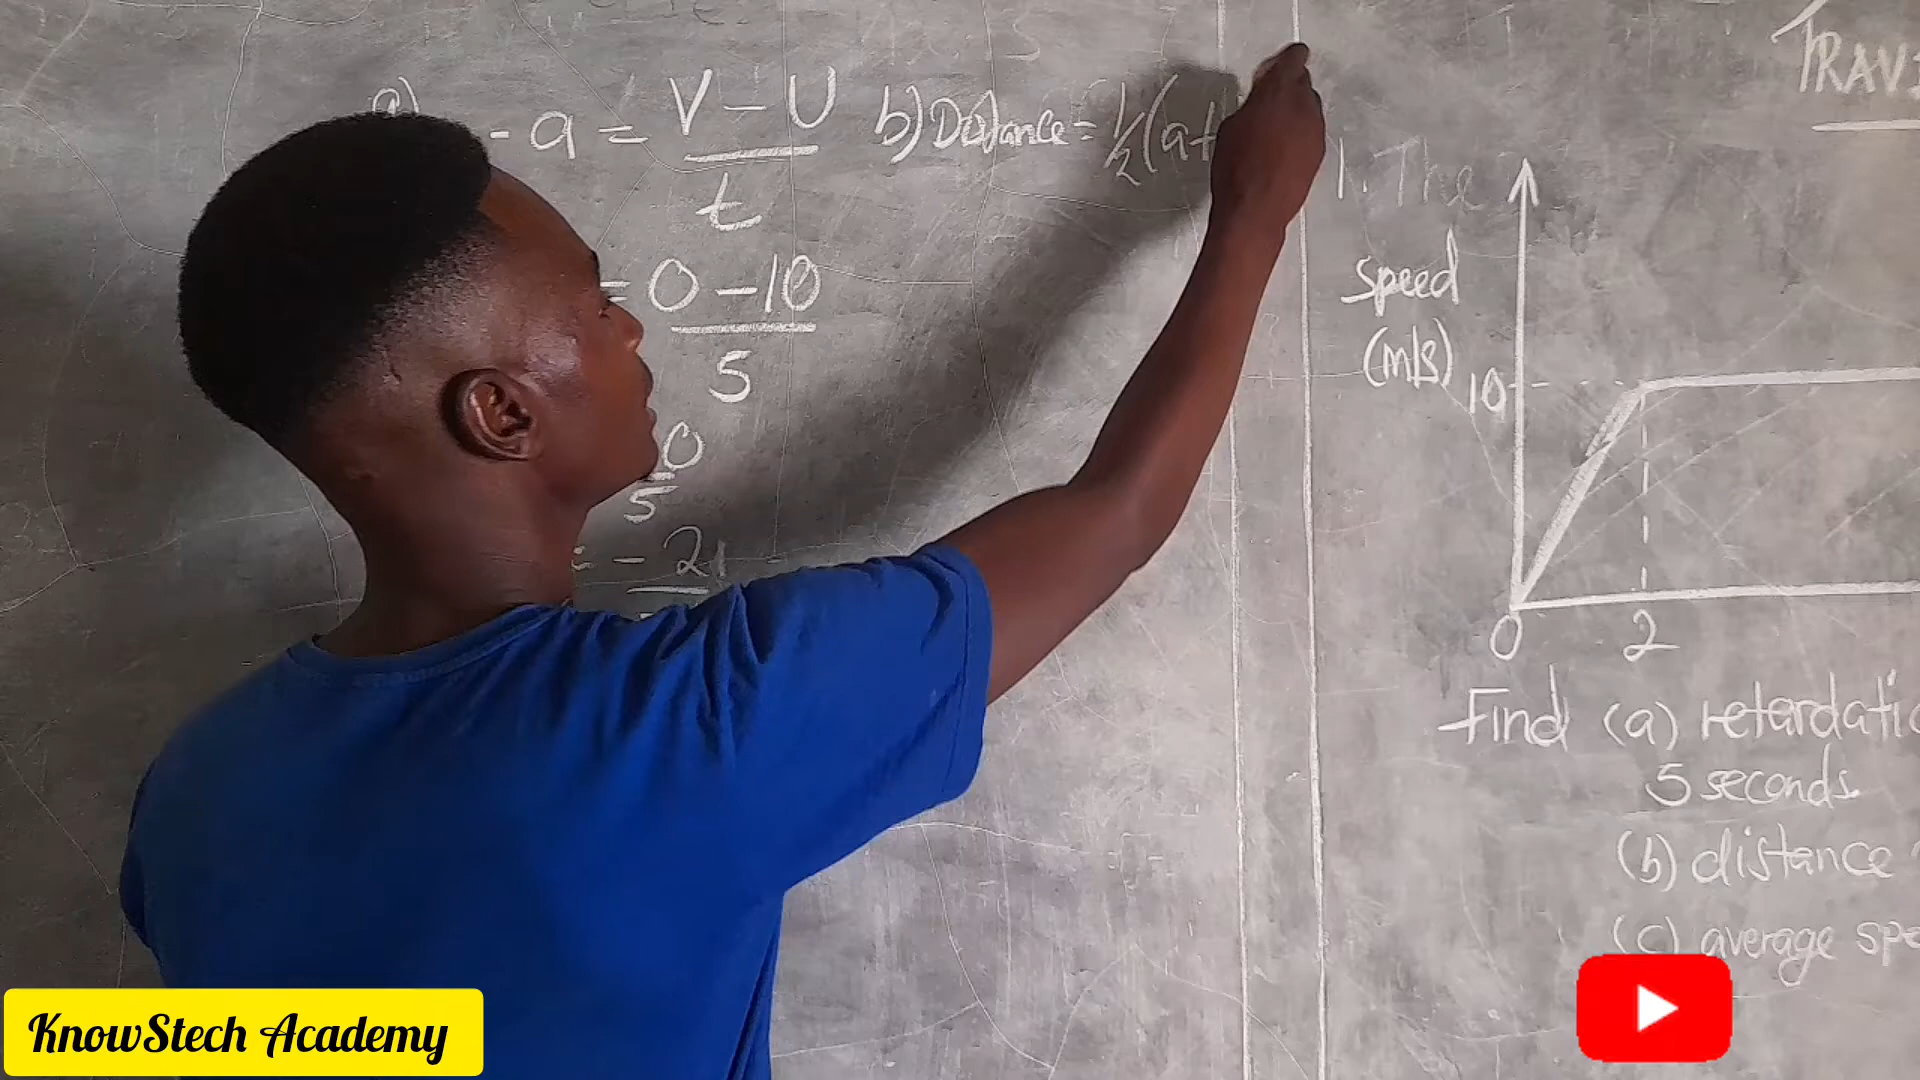 a)
- a = V - U
t
= 0 - 10
5
0
5
= - 2
b) Distance = 1/2 (at
TRAV
1. The
speed
(m/s)
10
0 2
Find (a) retardatio
5 seconds.
(b) distance
(c) average spe
KnowStech Academy